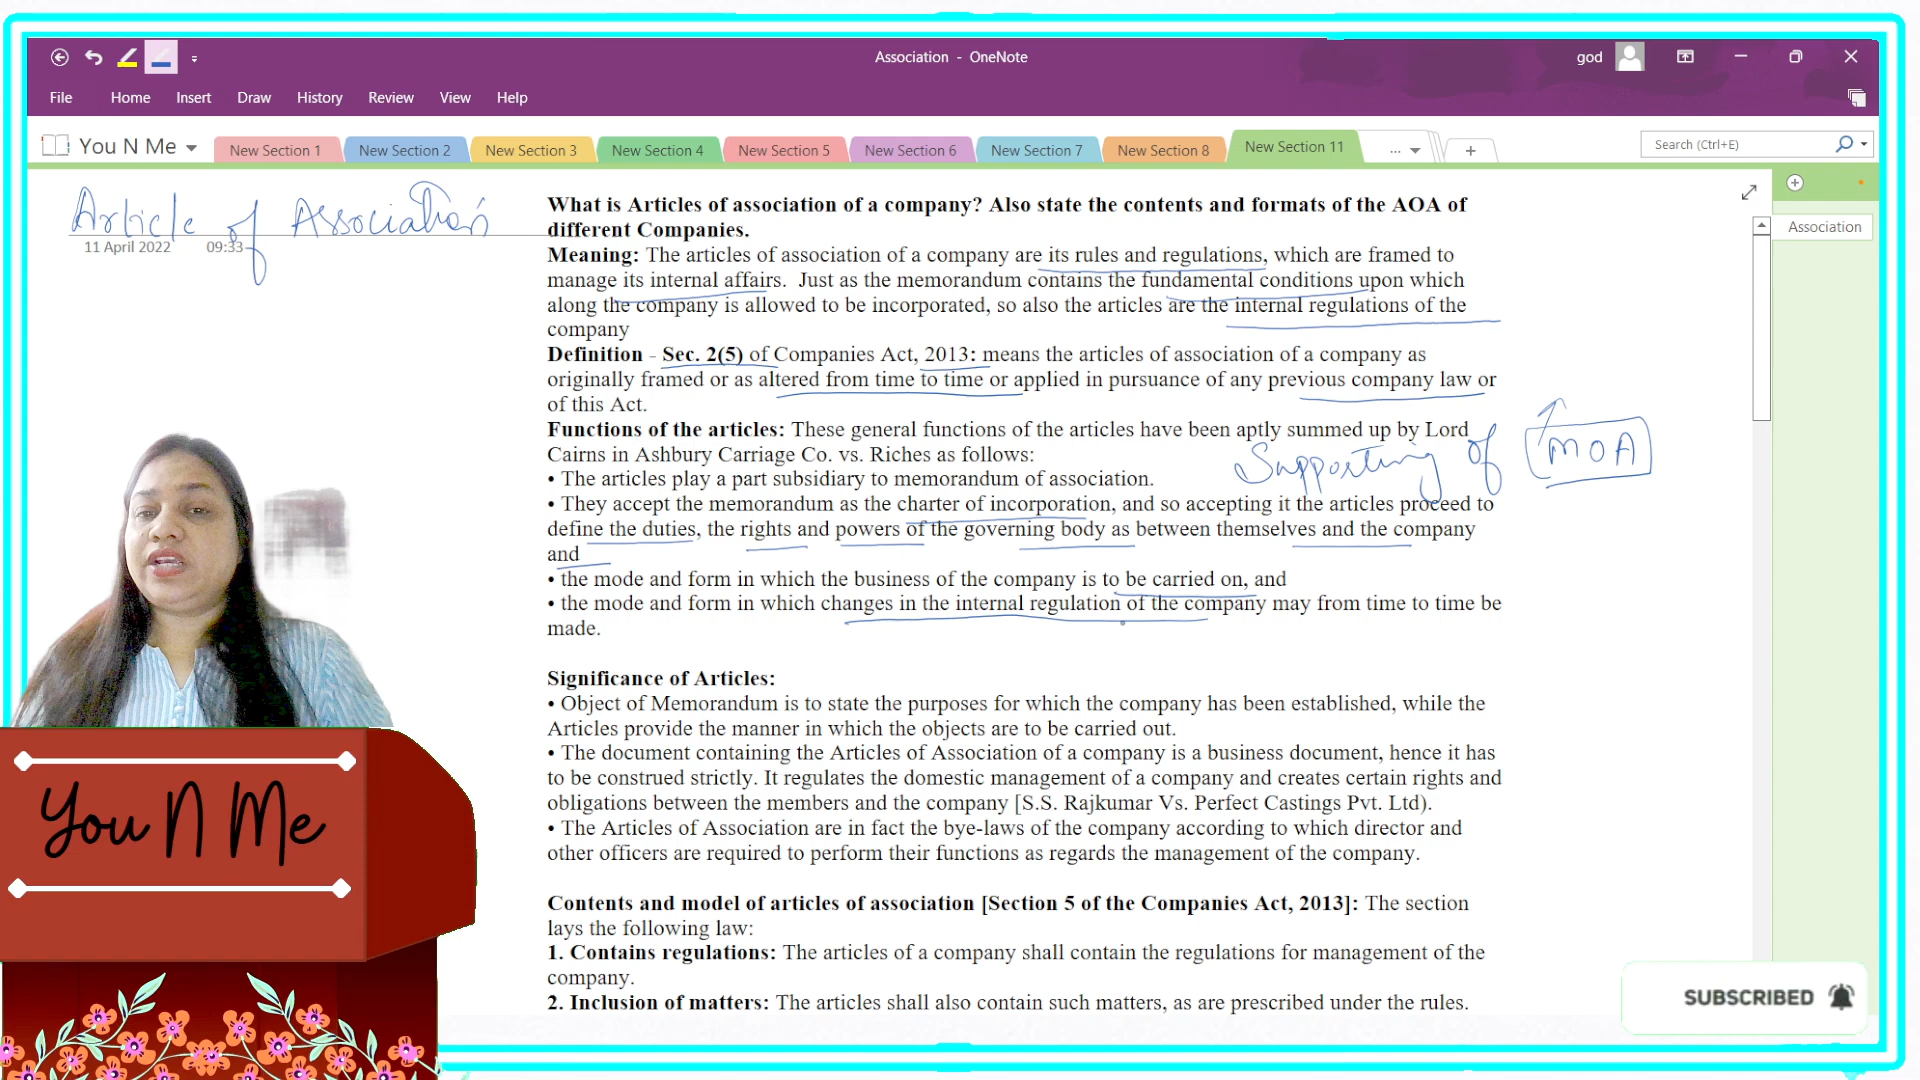 Association - OneNote
god
File Home Insert Draw History Review View Help
You N Me
New Section 1 New Section 2 New Section 3 New Section 4 New Section 5 New Section 6 New Section 7 New Section 8 New Section 11 ...
Search (Ctrl+E)
Association
Article of Association
11 April 2022 09:33
What is Articles of association of a company? Also state the contents and formats of the AOA of
different Companies.
Meaning: The articles of association of a company are its rules and regulations, which are framed to
manage its internal affairs. Just as the memorandum contains the fundamental conditions upon which
along the company is allowed to be incorporated, so also the articles are the internal regulations of the
company
Definition - Sec. 2(5) of Companies Act, 2013: means the articles of association of a company as
originally framed or as altered from time to time or applied in pursuance of any previous company law or
of this Act.
Functions of the articles: These general functions of the articles have been aptly summed up by Lord
Cairns in Ashbury Carriage Co. vs. Riches as follows:
Supporting of MOA
• The articles play a part subsidiary to memorandum of association.
• They accept the memorandum as the charter of incorporation, and so accepting it the articles proceed to
define the duties, the rights and powers of the governing body as between themselves and the company
and
• the mode and form in which the business of the company is to be carried on, and
• the mode and form in which changes in the internal regulation of the company may from time to time be
made.
Significance of Articles:
• Object of Memorandum is to state the purposes for which the company has been established, while the
Articles provide the manner in which the objects are to be carried out.
• The document containing the Articles of Association of a company is a business document, hence it has
to be construed strictly. It regulates the domestic management of a company and creates certain rights and
obligations between the members and the company [S.S. Rajkumar Vs. Perfect Castings Pvt. Ltd).
• The Articles of Association are in fact the bye-laws of the company according to which director and
other officers are required to perform their functions as regards the management of the company.
Contents and model of articles of association [Section 5 of the Companies Act, 2013]: The section
lays the following law:
1. Contains regulations: The articles of a company shall contain the regulations for management of the
company.
2. Inclusion of matters: The articles shall also contain such matters, as are prescribed under the rules.
You N Me
SUBSCRIBED